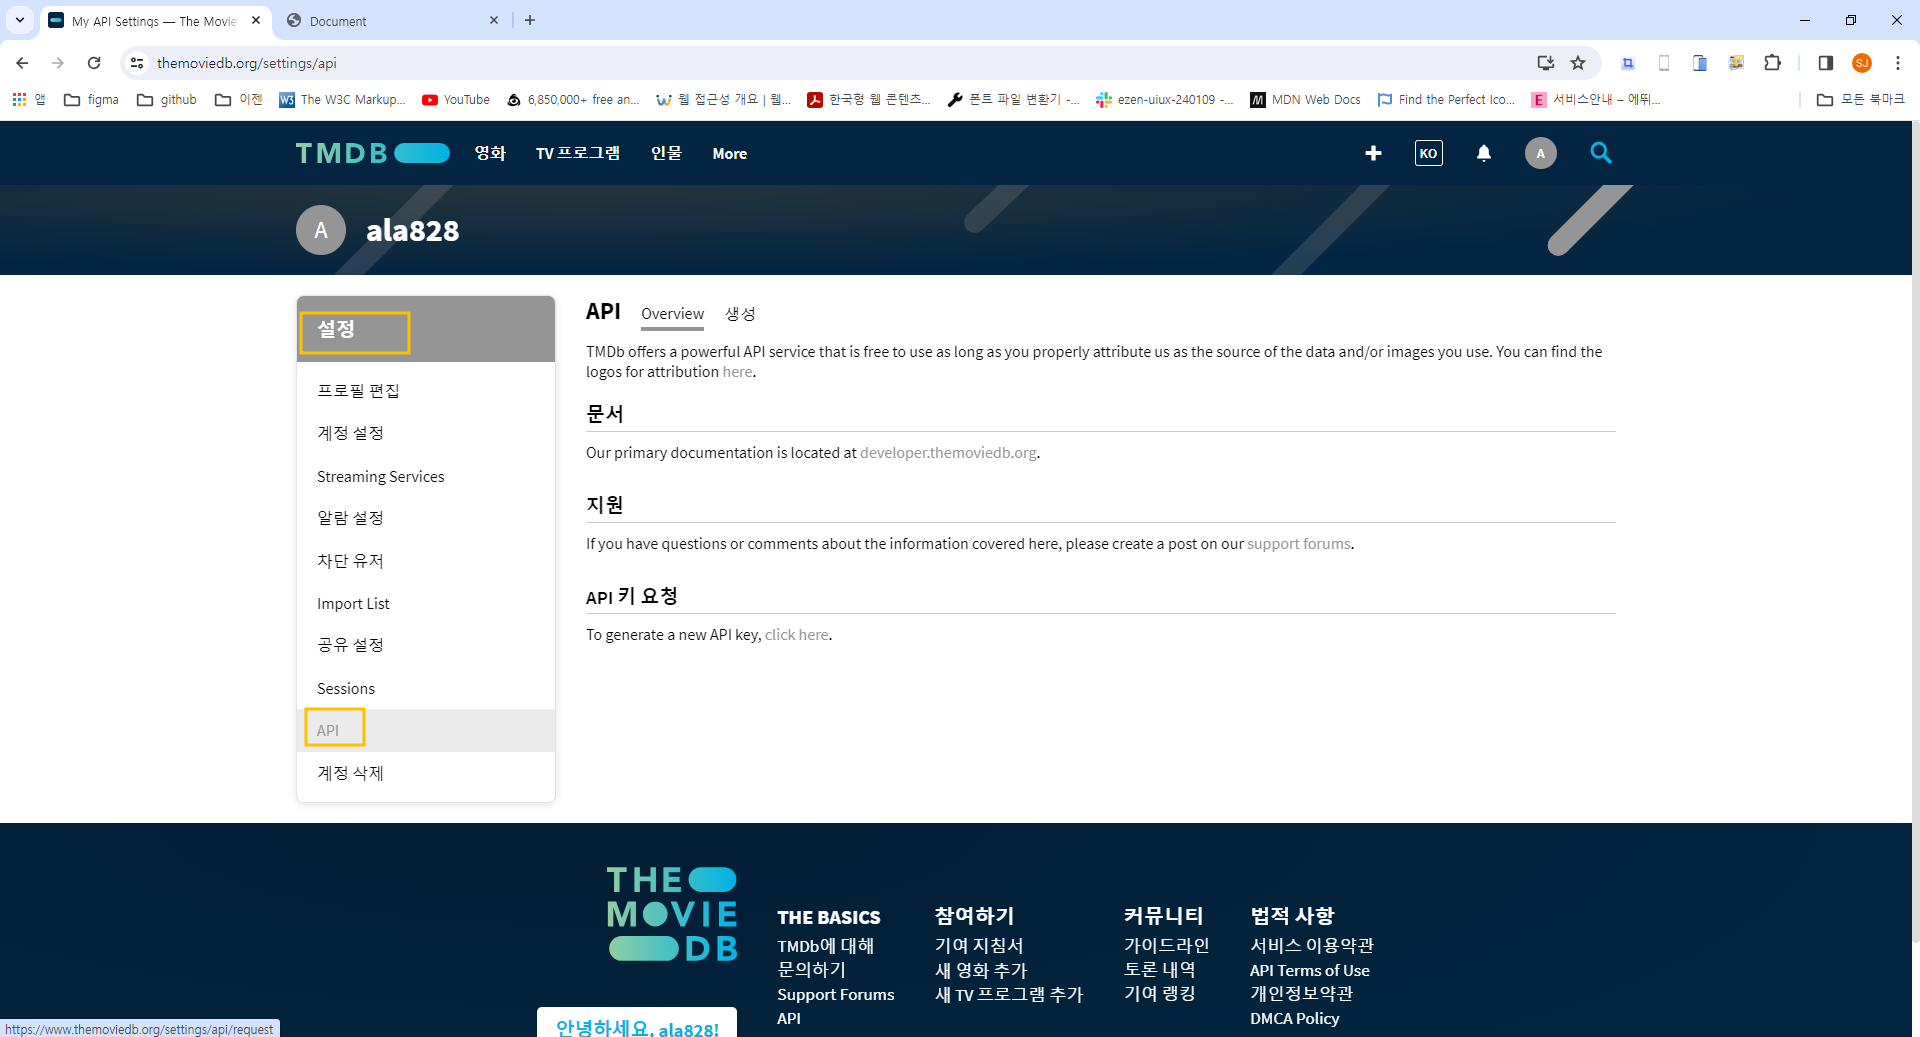 My API Settings — The Movie
Document
themoviedb.org/settings/api
SJ
앱
figma
github
이젠
The W3C Markup...
YouTube
6,850,000+ free an...
웹 접근성 개요 | 웹...
한국형 웹 콘텐츠...
폰트 파일 변환기 -...
ezen-uiux-240109 -...
MDN Web Docs
Find the Perfect Ico...
E
서비스안내 – 에뛰...
모든 북마크
TMDB
영화
TV 프로그램
인물
More
KO
A
A
ala828
설정
프로필 편집
계정 설정
Streaming Services
알람 설정
차단 유저
Import List
공유 설정
Sessions
API
계정 삭제
API
Overview
생성
TMDb offers a powerful API service that is free to use as long as you properly attribute us as the source of the data and/or images you use. You can find the
logos for attribution here.
문서
Our primary documentation is located at developer.themoviedb.org.
지원
If you have questions or comments about the information covered here, please create a post on our support forums.
API 키 요청
To generate a new API key, click here.
THE
MOVIE
DB
안녕하세요, ala828!
THE BASICS
TMDb에 대해
문의하기
Support Forums
API
참여하기
기여 지침서
새 영화 추가
새 TV 프로그램 추가
커뮤니티
가이드라인
토론 내역
기여 랭킹
법적 사항
서비스 이용약관
API Terms of Use
개인정보약관
DMCA Policy
https://www.themoviedb.org/settings/api/request